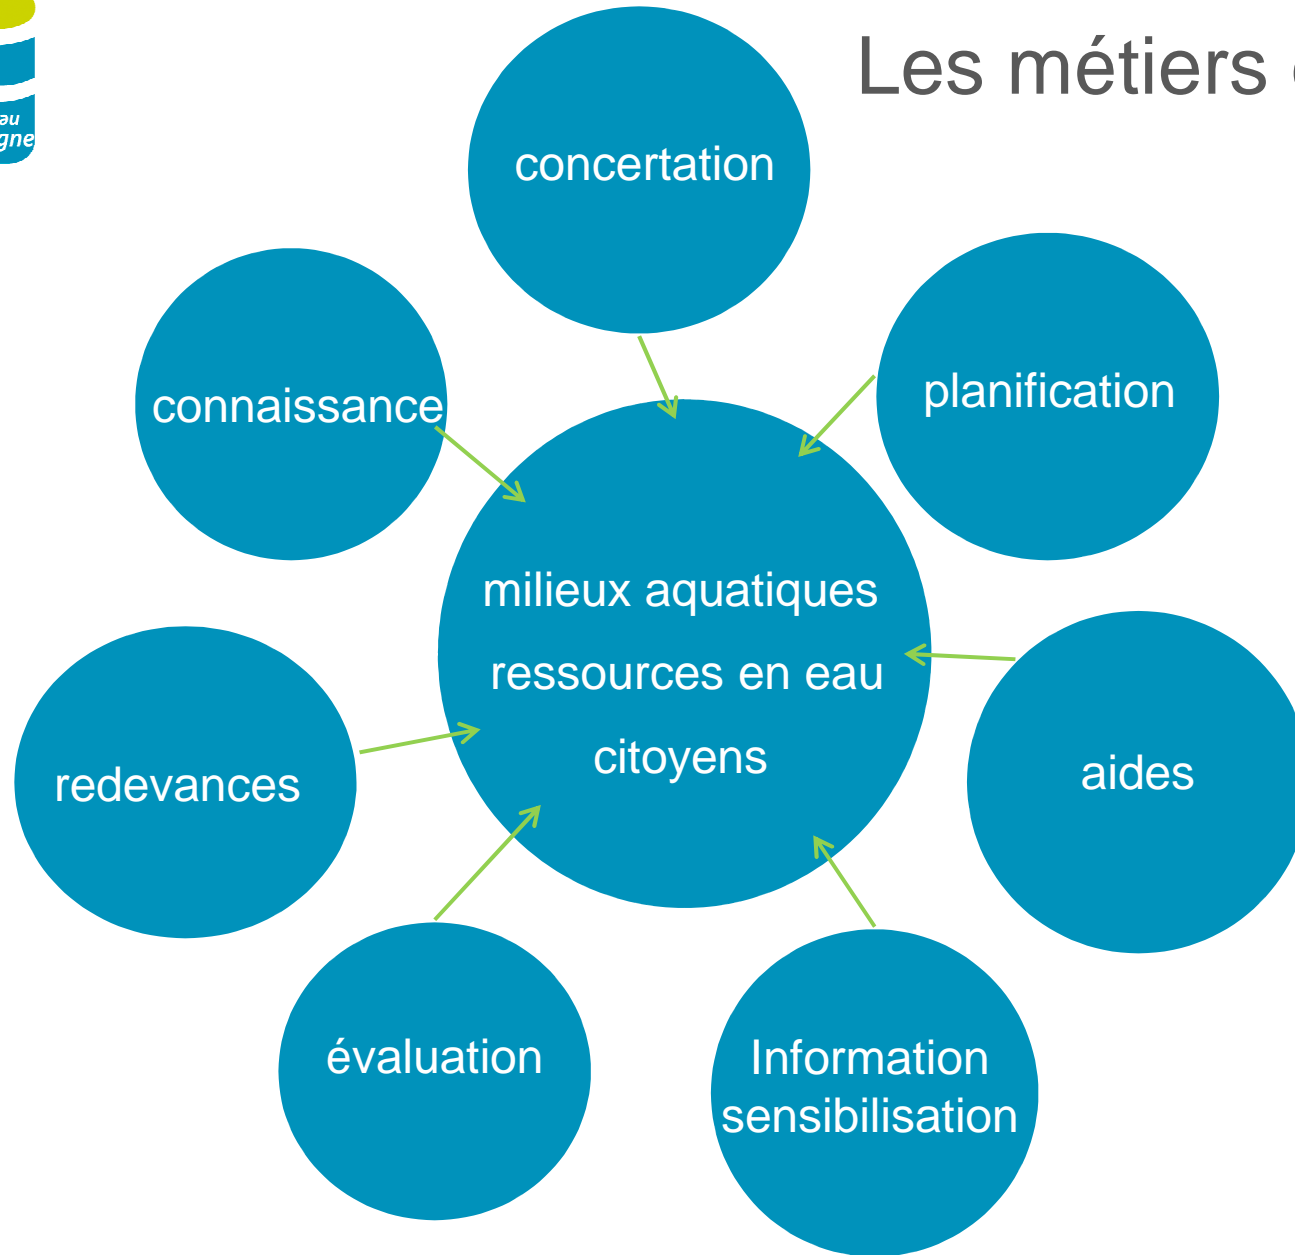 Les métiers
concertation
planification
connaissance
milieux aquatiques
ressources en eau
citoyens
aides
redevances
évaluation
Information
sensibilisation